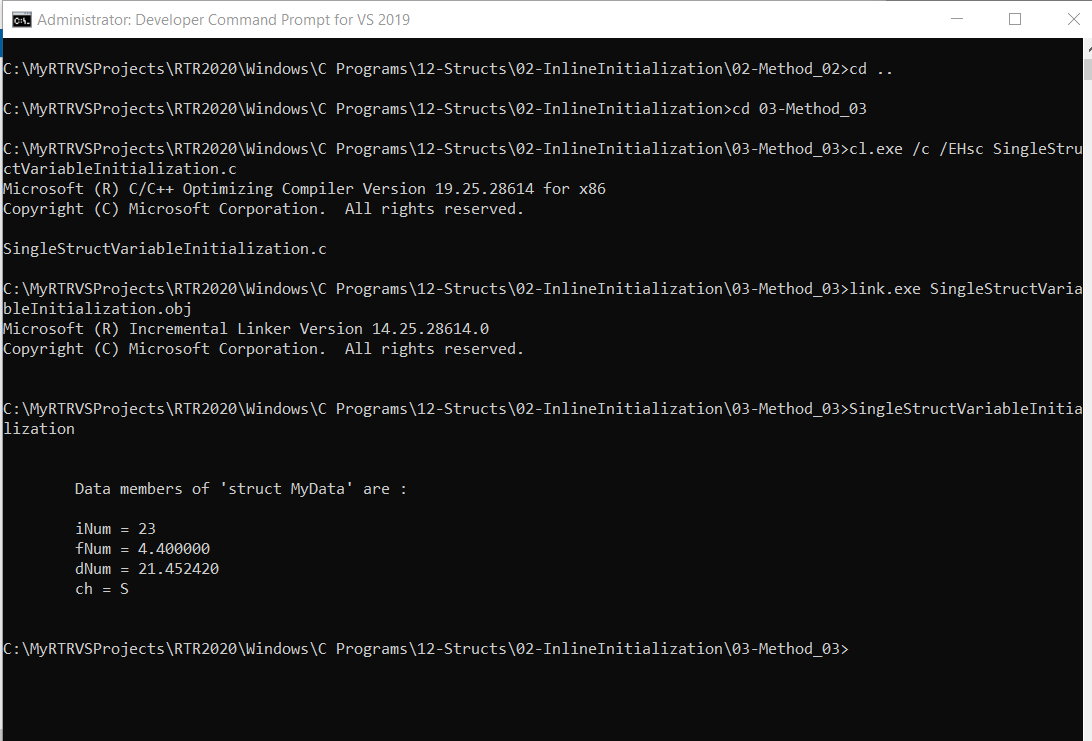 Administrator: Developer Command Prompt for VS 2019
C:\MyRTRVSProjects\RTR2020\Windows\C Programs\12-Structs\02-InlineInitialization\02-Method_02>cd ..
C:\MyRTRVSProjects\RTR2020\Windows\C Programs\12-Structs\02-InlineInitialization>cd 03-Method_03
C:\MyRTRVSProjects\RTR2020\Windows\C Programs\12-Structs\02-InlineInitialization\03-Method_03>cl.exe /c /EHsc SingleStru
ctVariableInitialization.c
Microsoft (R) C/C++ Optimizing Compiler Version 19.25.28614 for x86
Copyright (C) Microsoft Corporation.  All rights reserved.
SingleStructVariableInitialization.c
C:\MyRTRVSProjects\RTR2020\Windows\C Programs\12-Structs\02-InlineInitialization\03-Method_03>link.exe SingleStructVaria
bleInitialization.obj
Microsoft (R) Incremental Linker Version 14.25.28614.0
Copyright (C) Microsoft Corporation.  All rights reserved.
C:\MyRTRVSProjects\RTR2020\Windows\C Programs\12-Structs\02-InlineInitialization\03-Method_03>SingleStructVariableInitia
lization
Data members of 'struct MyData' are :
iNum = 23
fNum = 4.400000
dNum = 21.452420
ch = S
C:\MyRTRVSProjects\RTR2020\Windows\C Programs\12-Structs\02-InlineInitialization\03-Method_03>